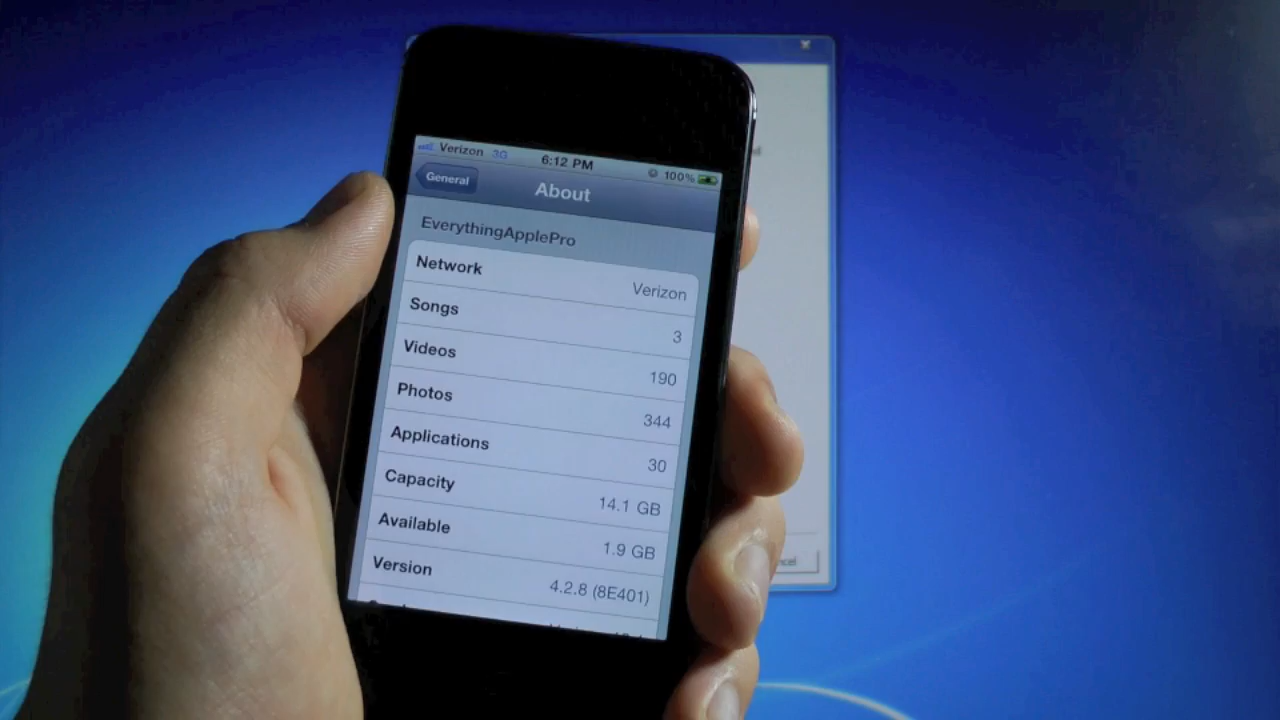 Verizon 3G 6:12 PM 100%
General About
EverythingApplePro
Network Verizon
Songs 3
Videos 190
Photos 344
Applications 30
Capacity 14.1 GB
Available 1.9 GB
Version 4.2.8 (8E401)